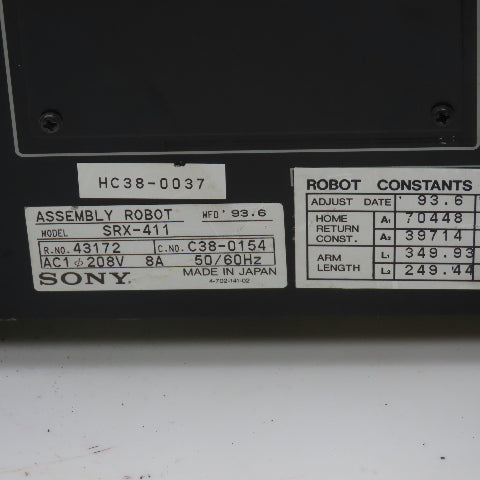 HC38-0037
ASSEMBLY ROBOT MFD '93.6
MODEL SRX-411
R.NO. 43172 C.NO. C38-0154
AC1φ208V 8A 50/60Hz
SONY. MADE IN JAPAN
4-702-141-02
ROBOT CONSTANTS
ADJUST DATE '93.6
HOME RETURN CONST. A1 70448
A2 39714
ARM LENGTH L1 349.93
L2 249.44